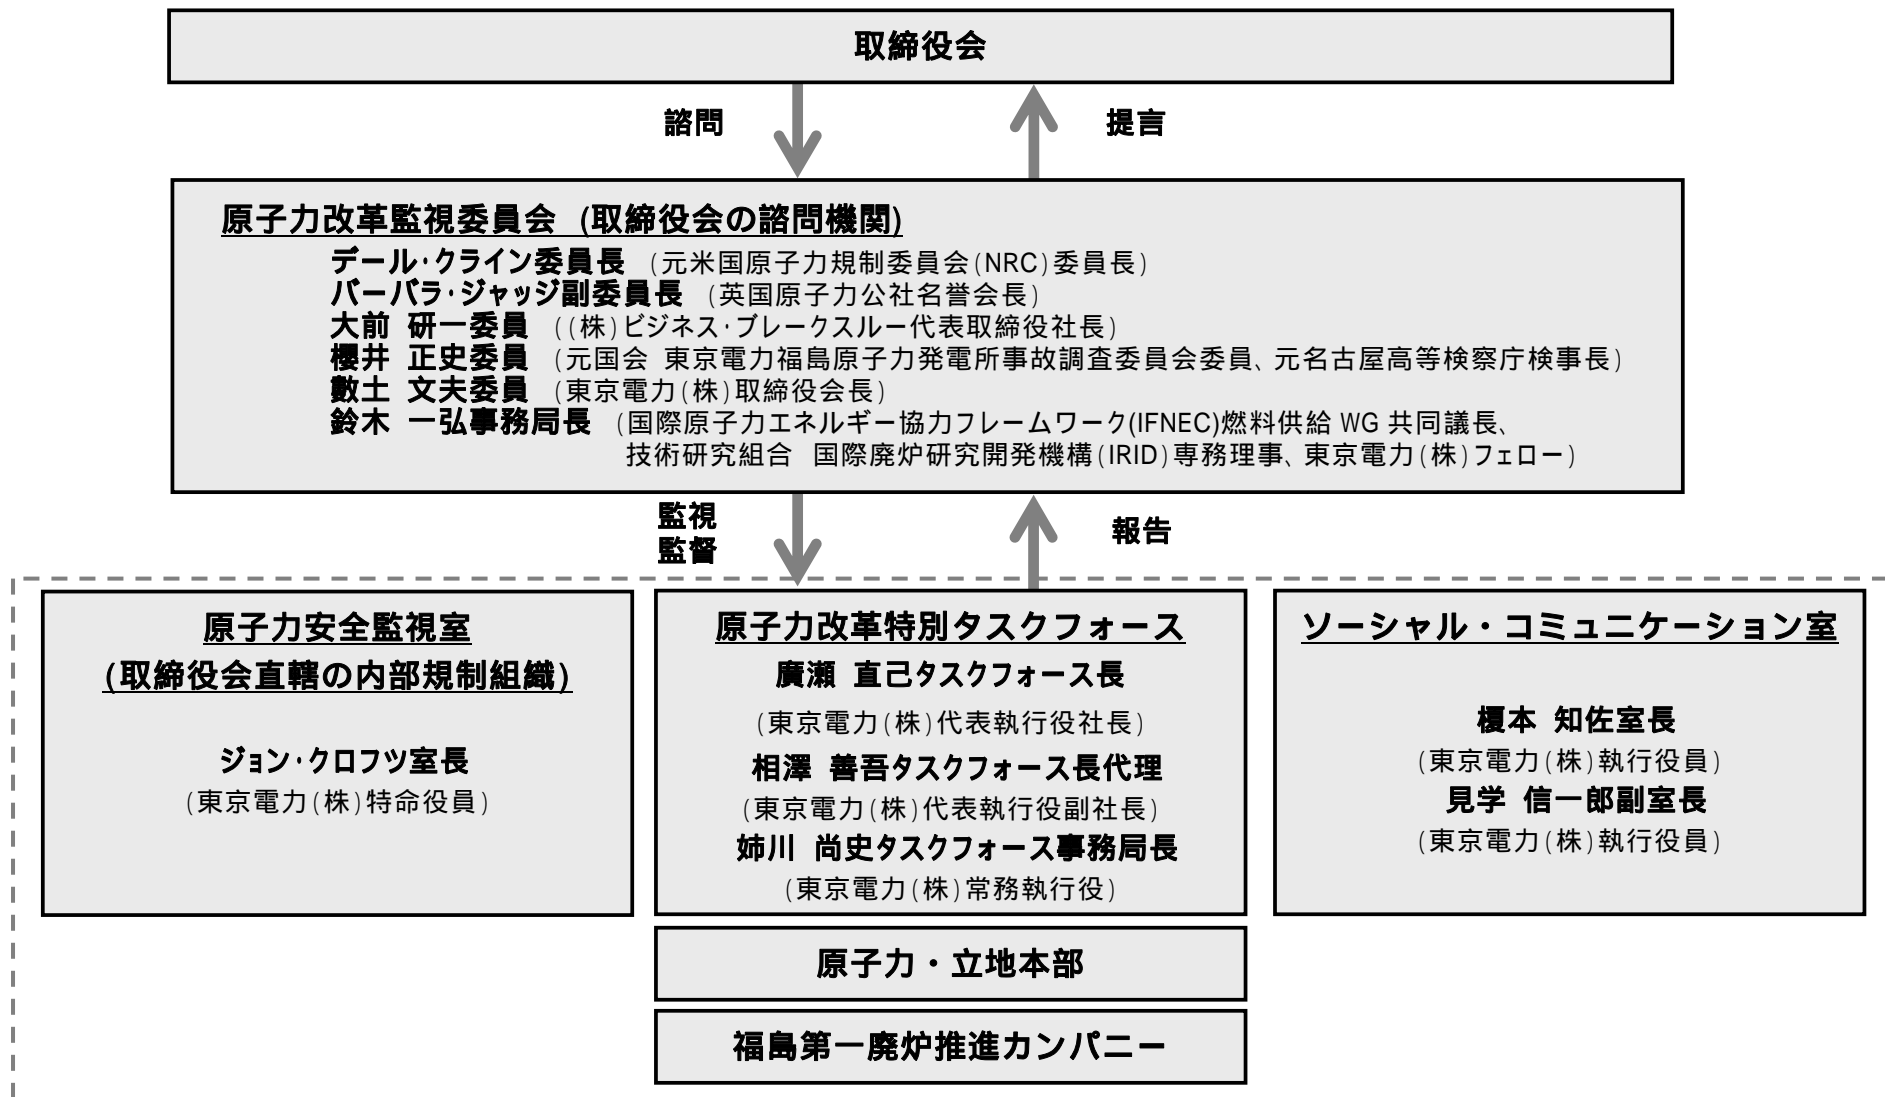 取締役会
諮問
提言
原子力改革監視委員会 (取締役会の諮問機関)
デール・クライン委員長 (元米国原子力規制委員会(NRC)委員長)
バーバラ・ジャッジ副委員長 (英国原子力公社名誉会長)
大前 研一委員 ((株)ビジネス・ブレークスルー代表取締役社長)
櫻井 正史委員 (元国会 東京電力福島原子力発電所事故調査委員会委員、元名古屋高等検察庁検事長)
數土 文夫委員 (東京電力(株)取締役会長)
鈴木 一弘事務局長 (国際原子力エネルギー協力フレームワーク(IFNEC)燃料供給 WG 共同議長、
技術研究組合 国際廃炉研究開発機構(IRID)専務理事、東京電力(株)フェロー)
監視
監督
報告
原子力安全監視室
(取締役会直轄の内部規制組織)
ジョン・クロフツ室長
(東京電力(株)特命役員)
原子力改革特別タスクフォース
廣瀬 直己タスクフォース長
(東京電力(株)代表執行役社長)
相澤 善吾タスクフォース長代理
(東京電力(株)代表執行役副社長)
姉川 尚史タスクフォース事務局長
(東京電力(株)常務執行役)
ソーシャル・コミュニケーション室
榎本 知佐室長
(東京電力(株)執行役員)
見学 信一郎副室長
(東京電力(株)執行役員)
原子力・立地本部
福島第一廃炉推進カンパニー